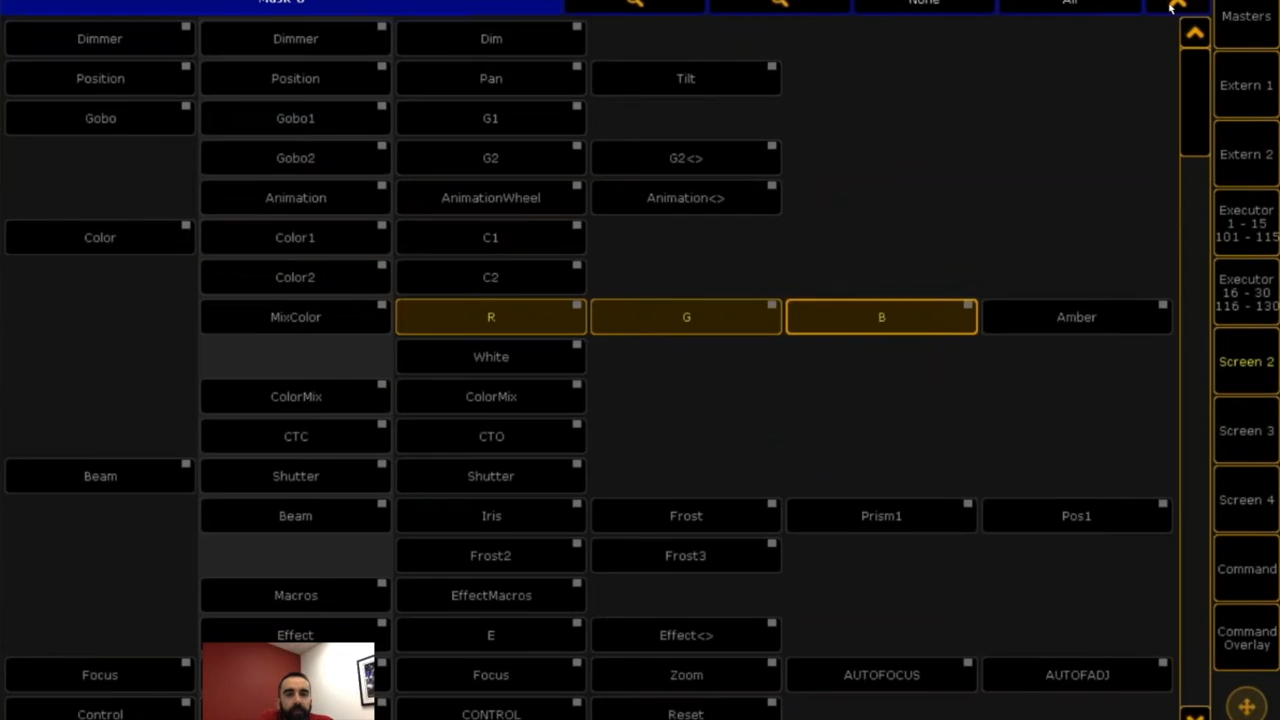 Mask 8
None
All
Masters
Dimmer
Dimmer
Dim
Position
Position
Pan
Tilt
Extern 1
Gobo
Gobo1
G1
Gobo2
G2
G2<>
Extern 2
Animation
AnimationWheel
Animation<>
Executor
1 - 15
101 - 115
Color
Color1
C1
Color2
C2
Executor
16 - 30
116 - 130
MixColor
R
G
B
Amber
White
Screen 2
ColorMix
ColorMix
CTC
CTO
Screen 3
Beam
Shutter
Shutter
Screen 4
Beam
Iris
Frost
Prism1
Pos1
Frost2
Frost3
Command
Macros
EffectMacros
Effect
E
Effect<>
Command
Overlay
Focus
Focus
Zoom
AUTOFOCUS
AUTOFADJ
Control
CONTROL
Reset